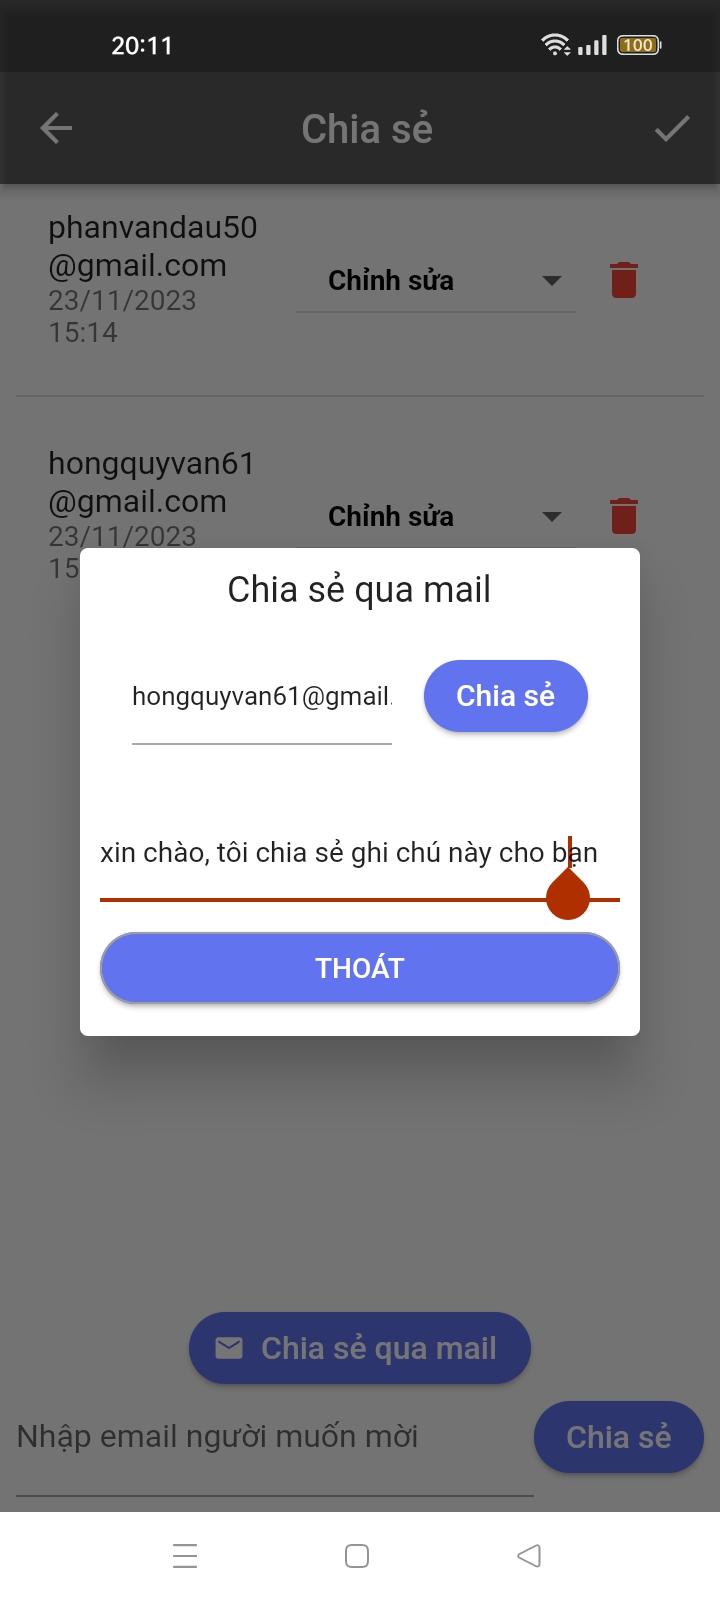 20:11
100
Chia sẻ
phanvandau50
@gmail.com
23/11/2023
15:14
Chỉnh sửa
hongquyvan61
@gmail.com
23/11/2023
15
Chỉnh sửa
Chia sẻ qua mail
hongquyvan61@gmail.
Chia sẻ
xin chào, tôi chia sẻ ghi chú này cho bạn
THOÁT
Chia sẻ qua mail
Nhập email người muốn mời
Chia sẻ